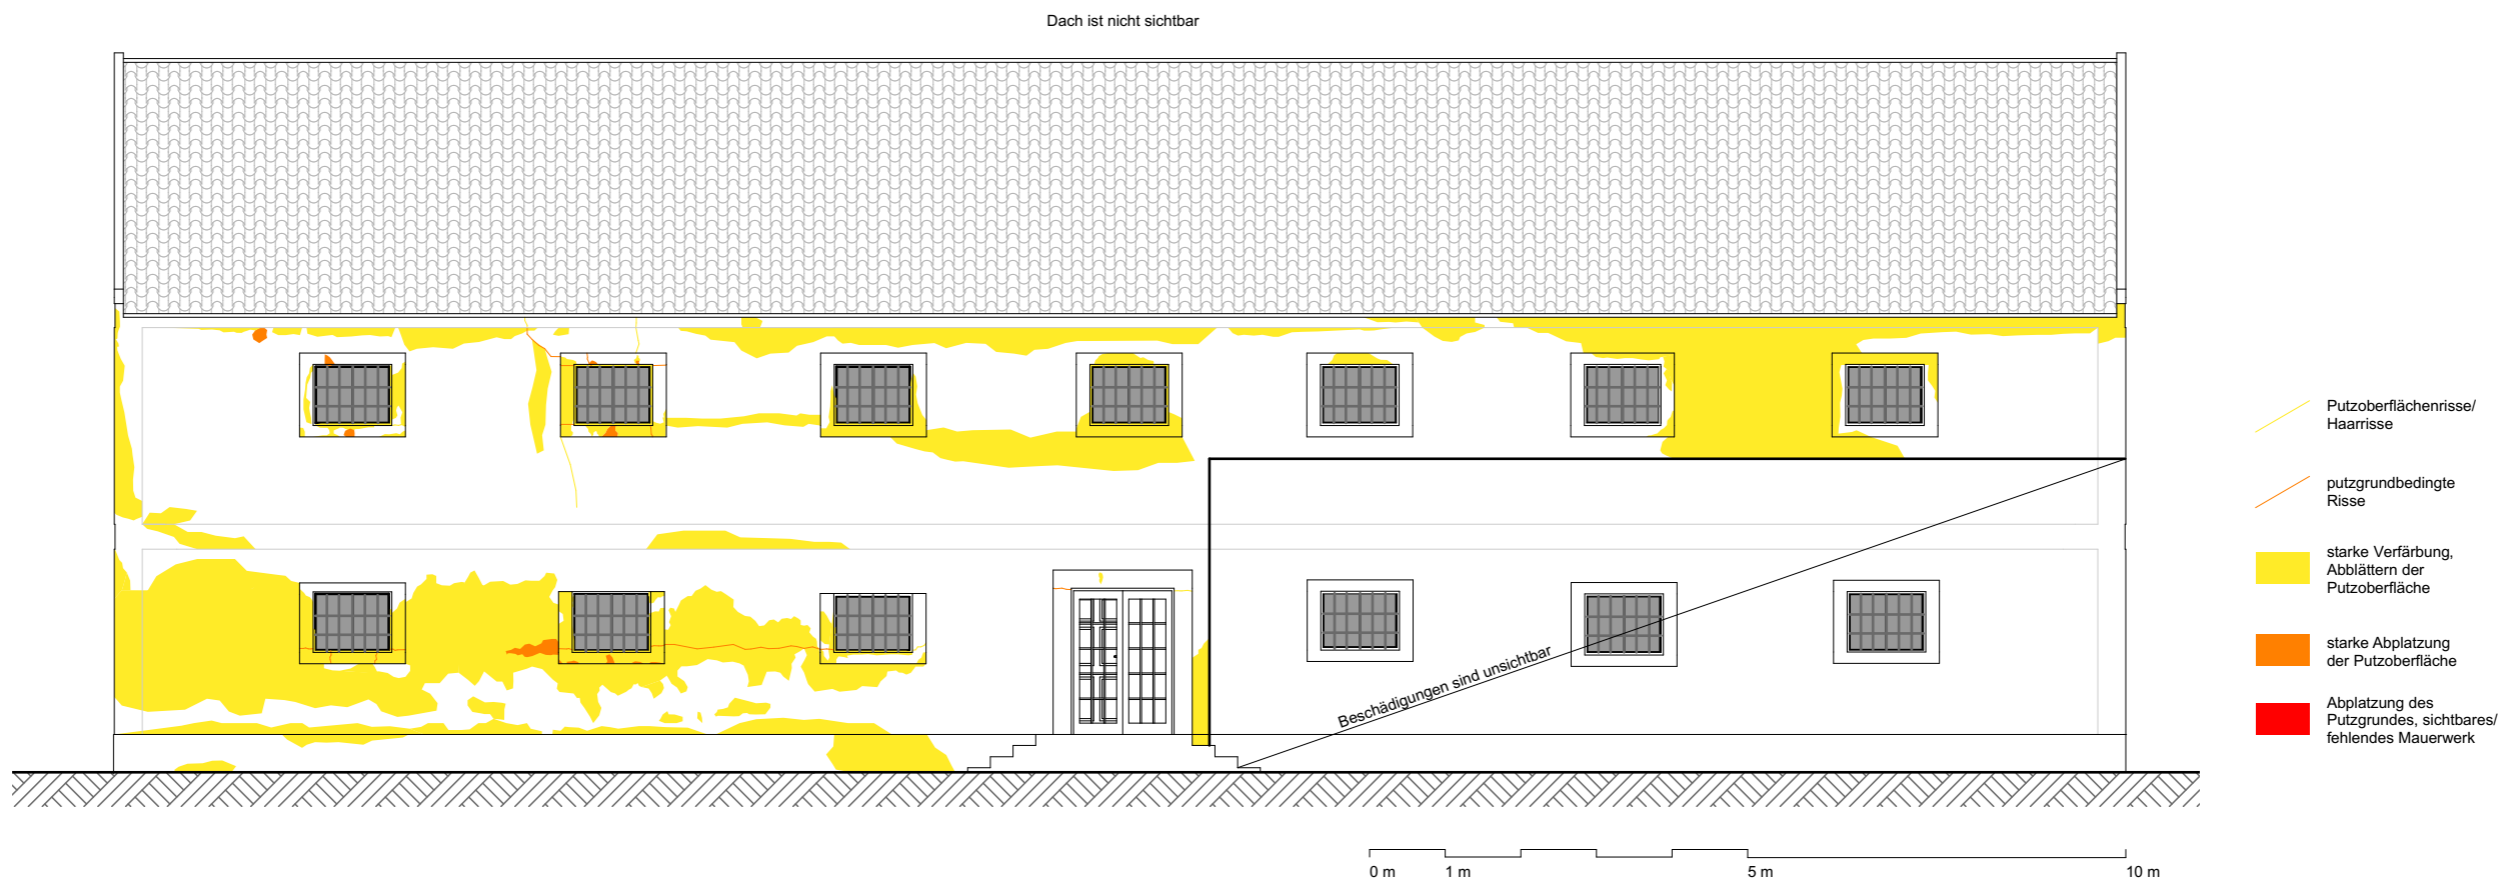 Dach ist nicht sichtbar
Putzoberflächenrisse/
Haarrisse
putzgrundbedingte
Risse
starke Verfärbung,
Abblättern der
Putzoberfläche
starke Abplatzung
der Putzoberfläche
Abplatzung des
Putzgrundes, sichtbares/
fehlendes Mauerwerk
Beschädigungen sind unsichtbar
0 m 1 m 5 m 10 m